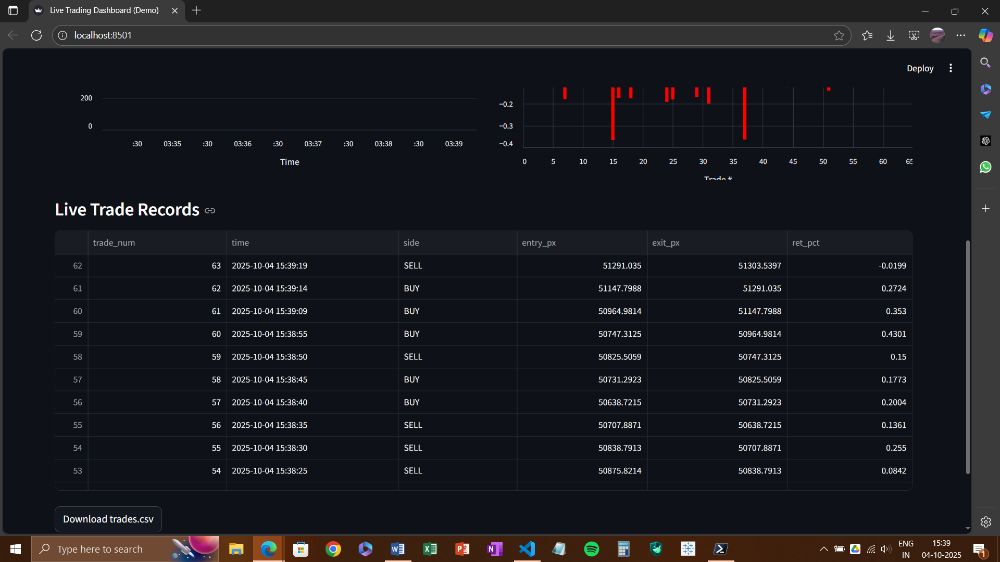 Live Trading Dashboard (Demo)
localhost:8501
Deploy
200
0
:30 03:35 :30 03:36 :30 03:37 :30 03:38 :30 03:39
Time
−0.2
−0.3
−0.4
0 5 10 15 20 25 30 35 40 45 50 55 60 65
Trade #
Live Trade Records
trade_num time side entry_px exit_px ret_pct
62 63 2025-10-04 15:39:19 SELL 51291.035 51303.5397 -0.0199
61 62 2025-10-04 15:39:14 BUY 51147.7988 51291.035 0.2724
60 61 2025-10-04 15:39:09 BUY 50964.9814 51147.7988 0.353
59 60 2025-10-04 15:38:55 BUY 50747.3125 50964.9814 0.4301
58 59 2025-10-04 15:38:50 SELL 50825.5059 50747.3125 0.15
57 58 2025-10-04 15:38:45 BUY 50731.2923 50825.5059 0.1773
56 57 2025-10-04 15:38:40 BUY 50638.7215 50731.2923 0.2004
55 56 2025-10-04 15:38:35 SELL 50707.8871 50638.7215 0.1361
54 55 2025-10-04 15:38:30 SELL 50838.7913 50707.8871 0.255
53 54 2025-10-04 15:38:25 SELL 50875.8214 50838.7913 0.0842
Download trades.csv
Type here to search
ENG
IN
15:39
04-10-2025
1